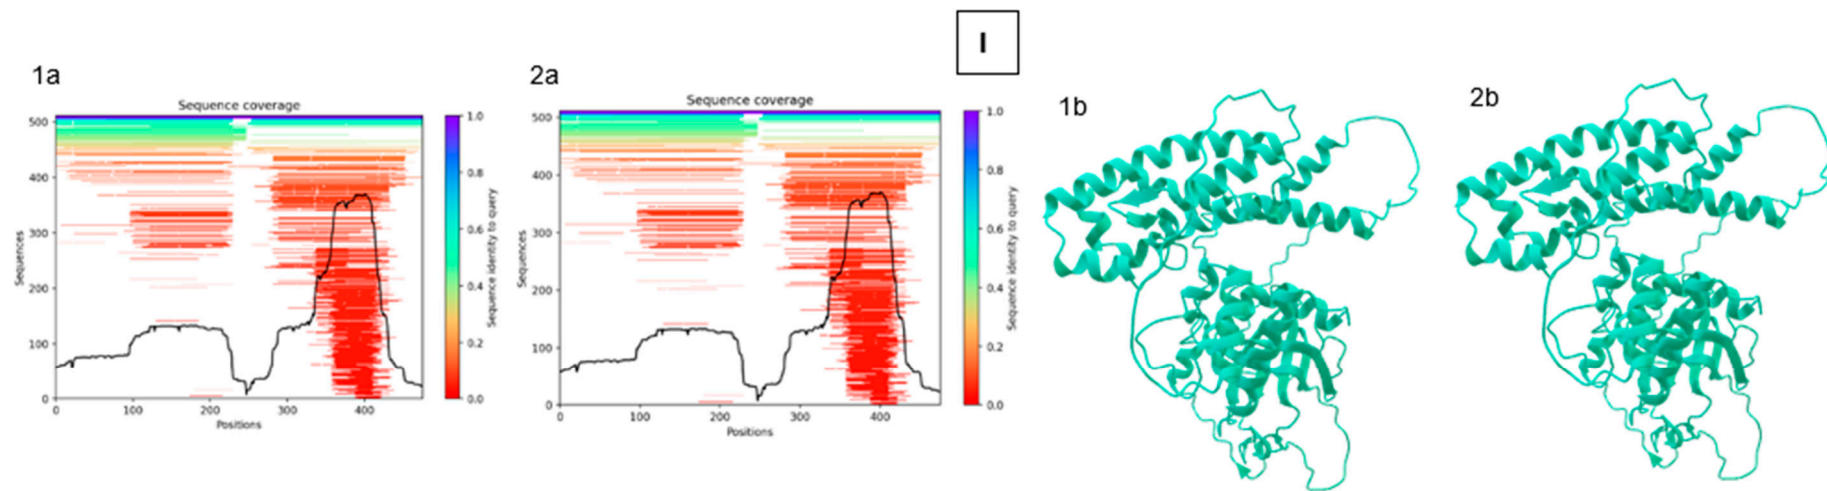 I
1a
Sequence coverage
500
400
300
200
100
0
Sequences
0 100 200 300 400
Positions
1.0
0.8
0.6
0.4
0.2
0.0
Sequence identity to query
2a
Sequence coverage
500
400
300
200
100
0
Sequences
0 100 200 300 400
Positions
1.0
0.8
0.6
0.4
0.2
0.0
Sequence identity to query
1b
2b